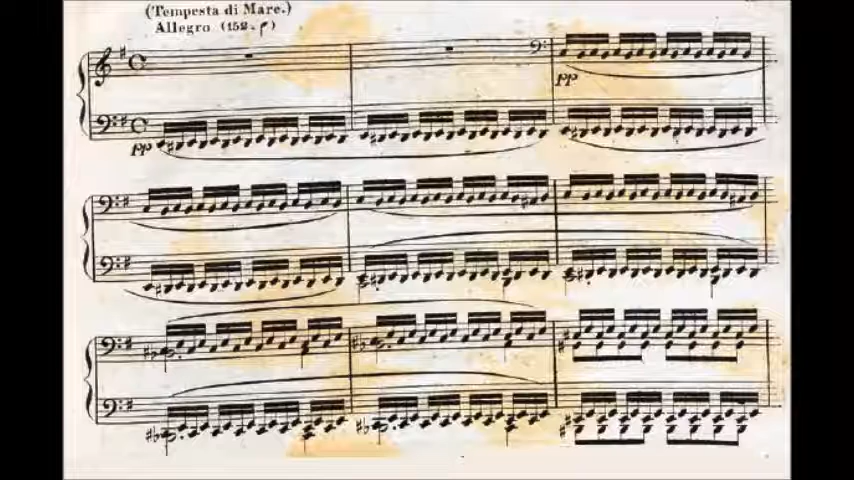 (Tempesta di Mare.)
Allegro (152=𝅘𝅥)
pp
pp